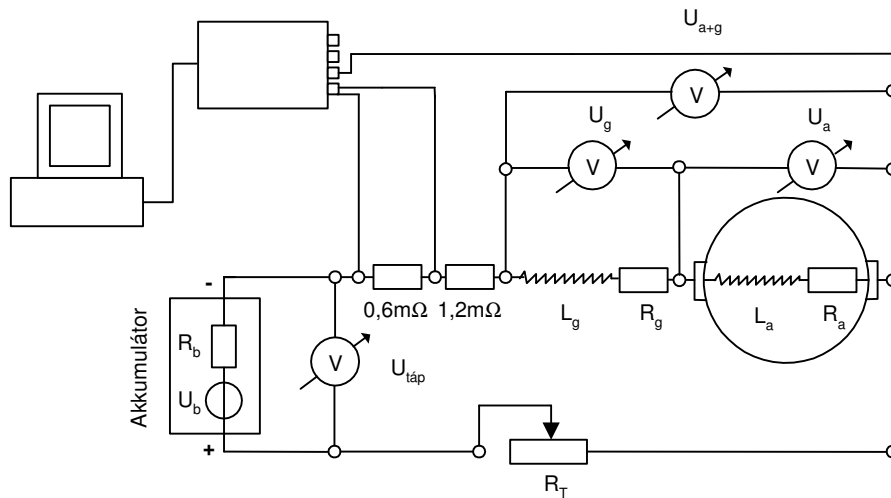 U_a+g
V
U_g
U_a
V
V
-
0,6mΩ
1,2mΩ
L_g
R_g
L_a
R_a
Akkumulátor
R_b
U_b
V
U_táp
+
R_T